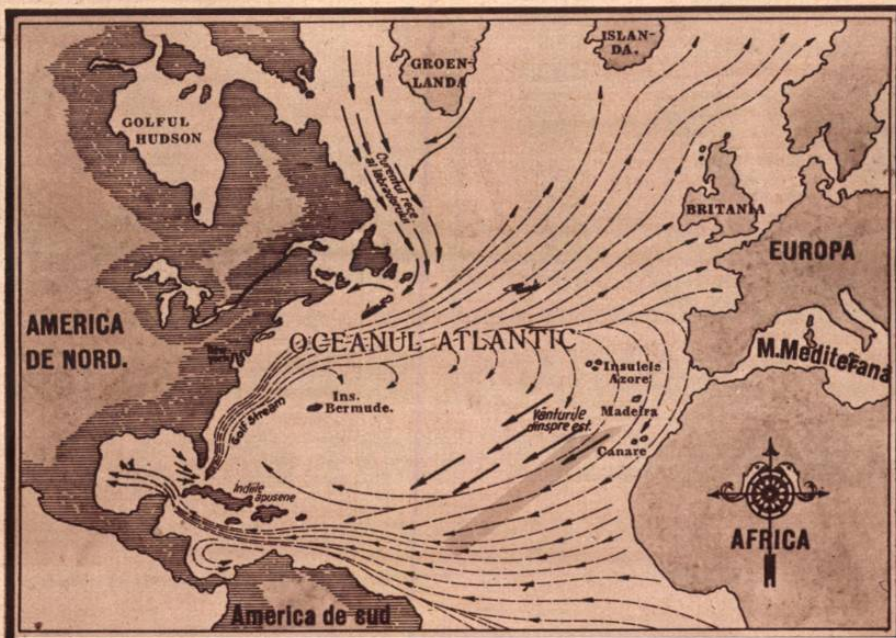 GROEN-
LANDA
ISLAN-
DA.
GOLFUL
HUDSON
Curentul rece
al labradorului
BRITANIA
EUROPA
AMERICA
DE NORD.
OCEANUL ATLANTIC
M.Mediterana
Insulele
Azore
Ins.
Bermude.
Golf Stream
Madeira
Vânturile
dinspre est.
Canare
Indiile
apusene
AFRICA
America de sud
N